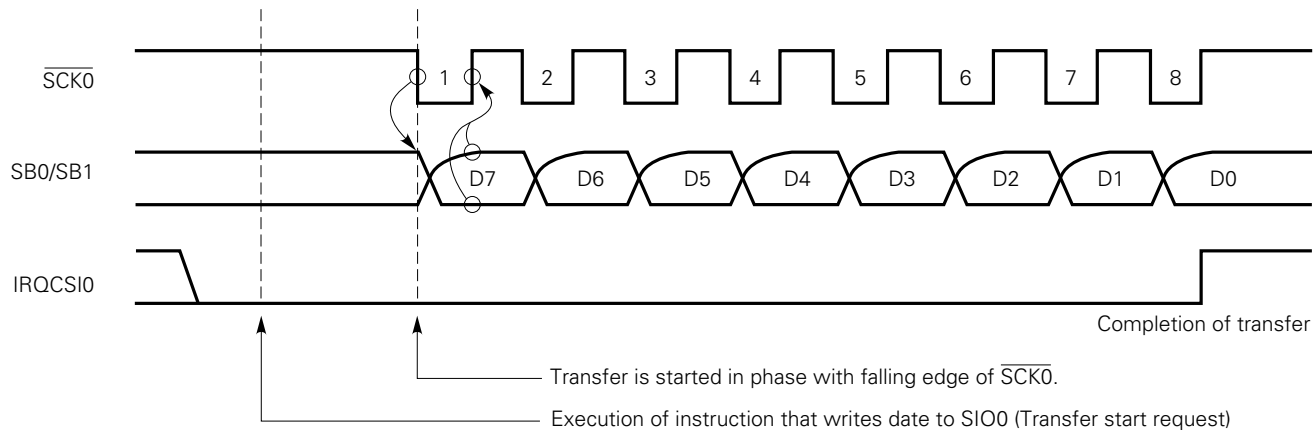 SCK0
1 2 3 4 5 6 7 8
SB0/SB1
D7 D6 D5 D4 D3 D2 D1 D0
IRQCSI0
Completion of transfer
Transfer is started in phase with falling edge of SCK0.
Execution of instruction that writes date to SIO0 (Transfer start request)